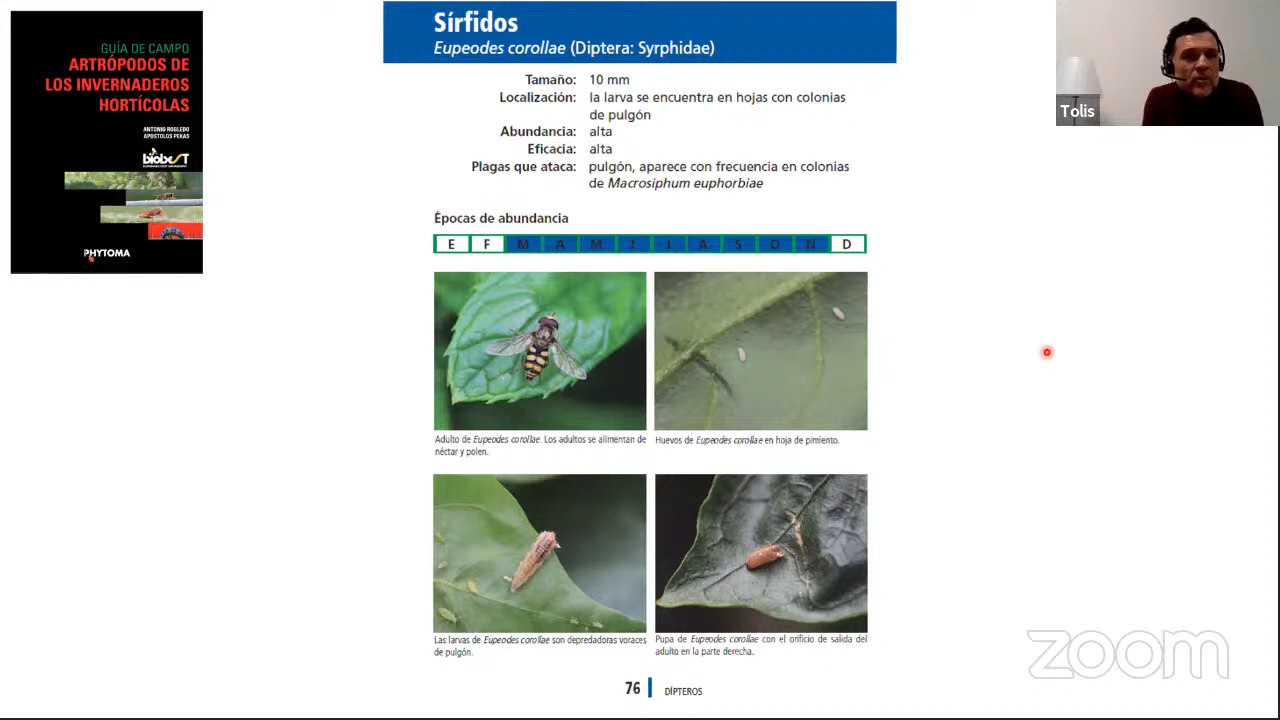 GUÍA DE CAMPO
ARTRÓPODOS DE
LOS INVERNADEROS
HORTÍCOLAS
ANTONIO ROBLEDO
APOSTOLOS PEKAS
biobest
PHYTOMA
Sírfidos
Eupeodes corollae (Diptera: Syrphidae)
Tamaño: 10 mm
Localización: la larva se encuentra en hojas con colonias
de pulgón
Abundancia: alta
Eficacia: alta
Plagas que ataca: pulgón, aparece con frecuencia en colonias
de Macrosiphum euphorbiae
Épocas de abundancia
E F M A M J J A S O N D
Adulto de Eupeodes corollae. Los adultos se alimentan de
néctar y polen.
Huevos de Eupeodes corollae en hoja de pimiento.
Las larvas de Eupeodes corollae son depredadoras voraces
de pulgón.
Pupa de Eupeodes corollae con el orificio de salida del
adulto en la parte derecha.
76 DÍPTEROS
Tolis
zoom